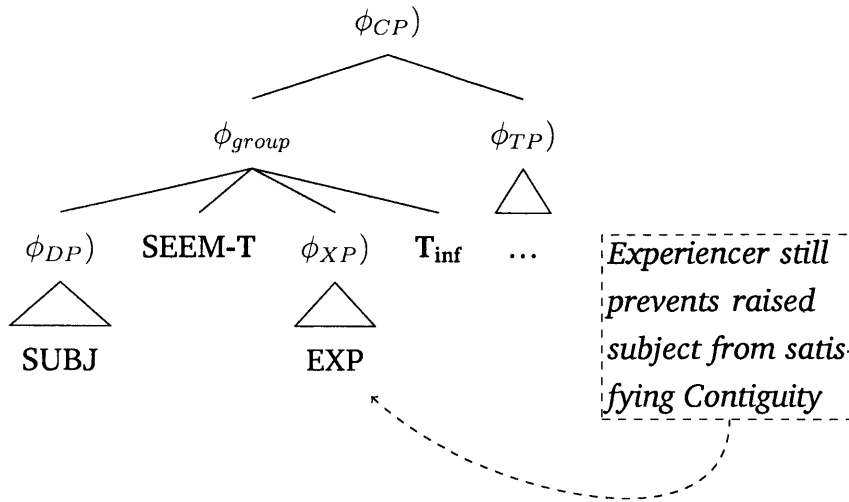 ϕCP)
ϕgroup ϕTP)
ϕDP) SEEM-T ϕXP) Tinf ...
SUBJ EXP
Experiencer still
prevents raised
subject from satis-
fying Contiguity